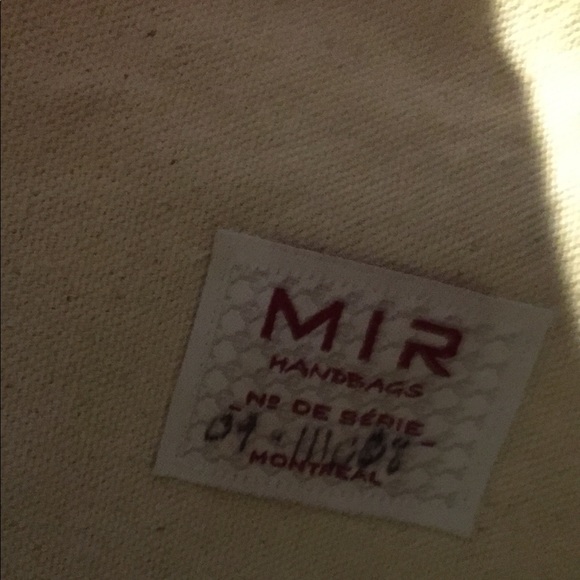 MIR
HANDBAGS
Nº DE SÉRIE
MONTRÉAL